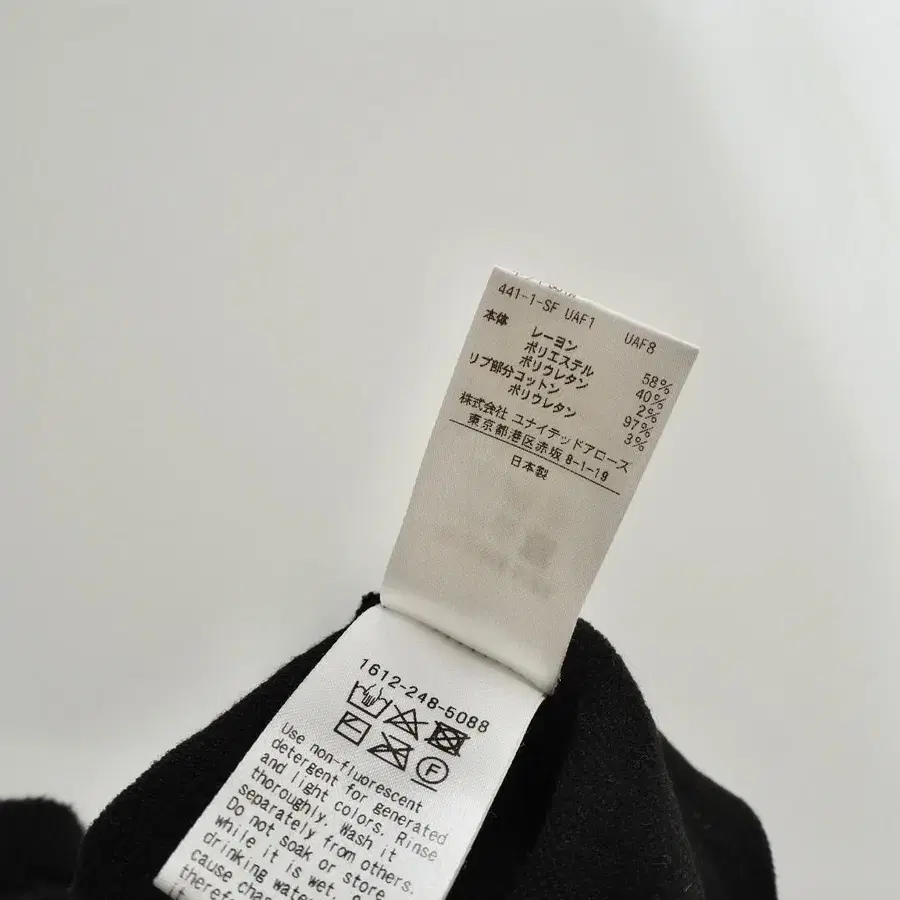 441-1-SF UAF1 UAF8
本体 レーヨン 58%
ポリエステル 40%
ポリウレタン 2%
リブ部分コットン 97%
ポリウレタン 3%
株式会社 ユナイテッドアローズ
東京都港区赤坂 8-1-19
日本製
1612-248-5088
F
Use non-fluorescent
detergent for generated
and light colors. Rinse
thoroughly. Wash it
separately from others.
Do not soak or store
while it is wet.
drinking water
cause